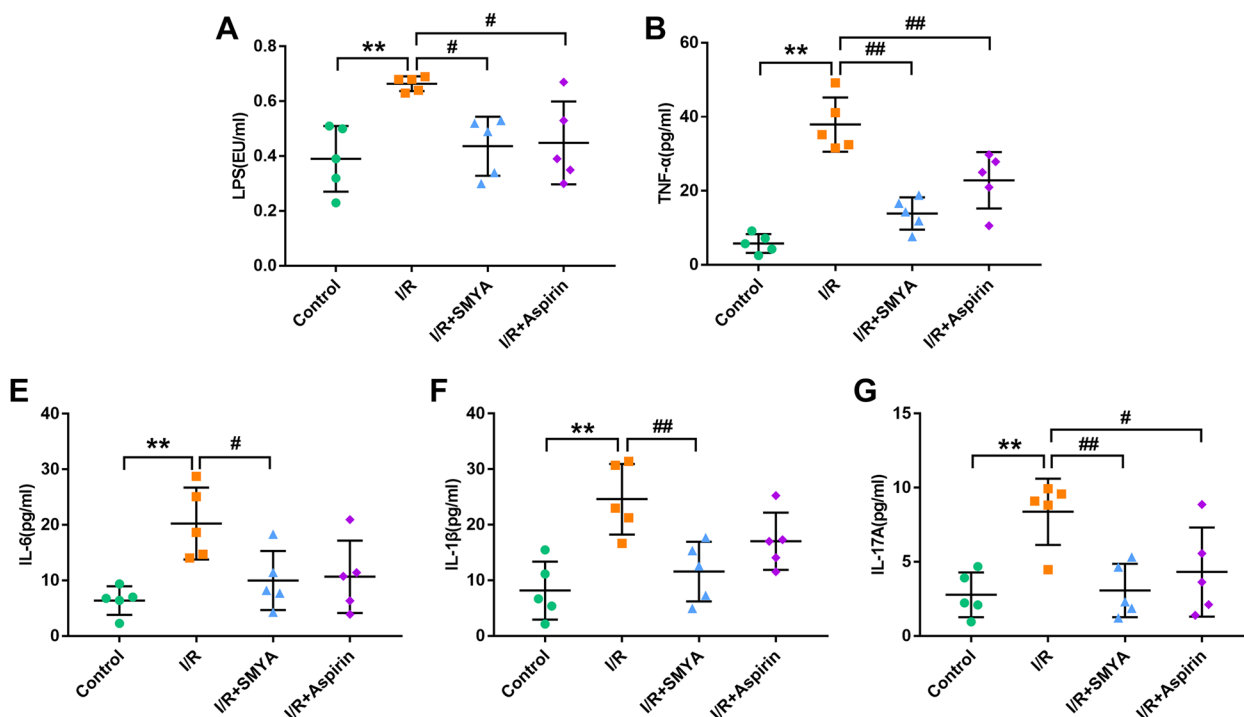 A
B
**
#
#
**
##
##
LPS(EU/ml)
0.8
0.6
0.4
0.2
0.0
Control
I/R
I/R+SMYA
I/R+Aspirin
TNF-α(pg/ml)
60
40
20
0
Control
I/R
I/R+SMYA
I/R+Aspirin
E
F
G
**
#
**
##
**
##
#
IL-6(pg/ml)
40
30
20
10
0
Control
I/R
I/R+SMYA
I/R+Aspirin
IL-1β(pg/ml)
40
30
20
10
0
Control
I/R
I/R+SMYA
I/R+Aspirin
IL-17A(pg/ml)
15
10
5
0
Control
I/R
I/R+SMYA
I/R+Aspirin